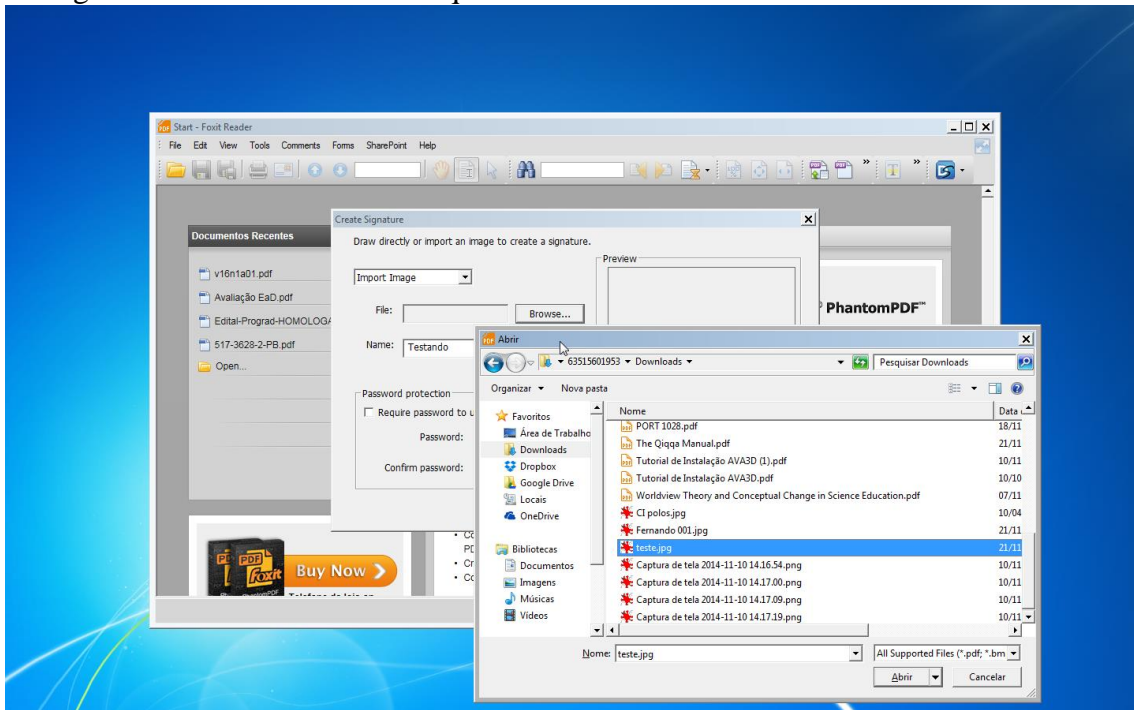 Start - Foxit Reader
File Edit View Tools Comments Forms SharePoint Help
Create Signature
Draw directly or import an image to create a signature.
Documentos Recentes
Preview
v16n1a01.pdf
Import Image
Avaliação EaD.pdf
File: Browse...
PhantomPDF™
Edital-Prograd-HOMOLOGA
517-3628-2-PB.pdf
Name: Testando
Open...
Password protection
Require password to u
Password:
Confirm password:
Buy Now
PDF
foxit
Abrir
63515601953 Downloads
Pesquisar Downloads
Organizar Nova pasta
Favoritos
Área de Trabalho
Downloads
Dropbox
Google Drive
Locais
OneDrive
Bibliotecas
Documentos
Imagens
Músicas
Vídeos
Nome Data
PORT 1028.pdf 18/11
The Qiqqa Manual.pdf 21/11
Tutorial de Instalação AVA3D (1).pdf 10/11
Tutorial de Instalação AVA3D.pdf 10/10
Worldview Theory and Conceptual Change in Science Education.pdf 07/11
CI polos.jpg 10/04
Fernando 001.jpg 21/11
teste.jpg 21/11
Captura de tela 2014-11-10 14.16.54.png 10/11
Captura de tela 2014-11-10 14.17.00.png 10/11
Captura de tela 2014-11-10 14.17.09.png 10/11
Captura de tela 2014-11-10 14.17.19.png 10/11
Nome: teste.jpg All Supported Files (*.pdf; *.bm
Abrir Cancelar